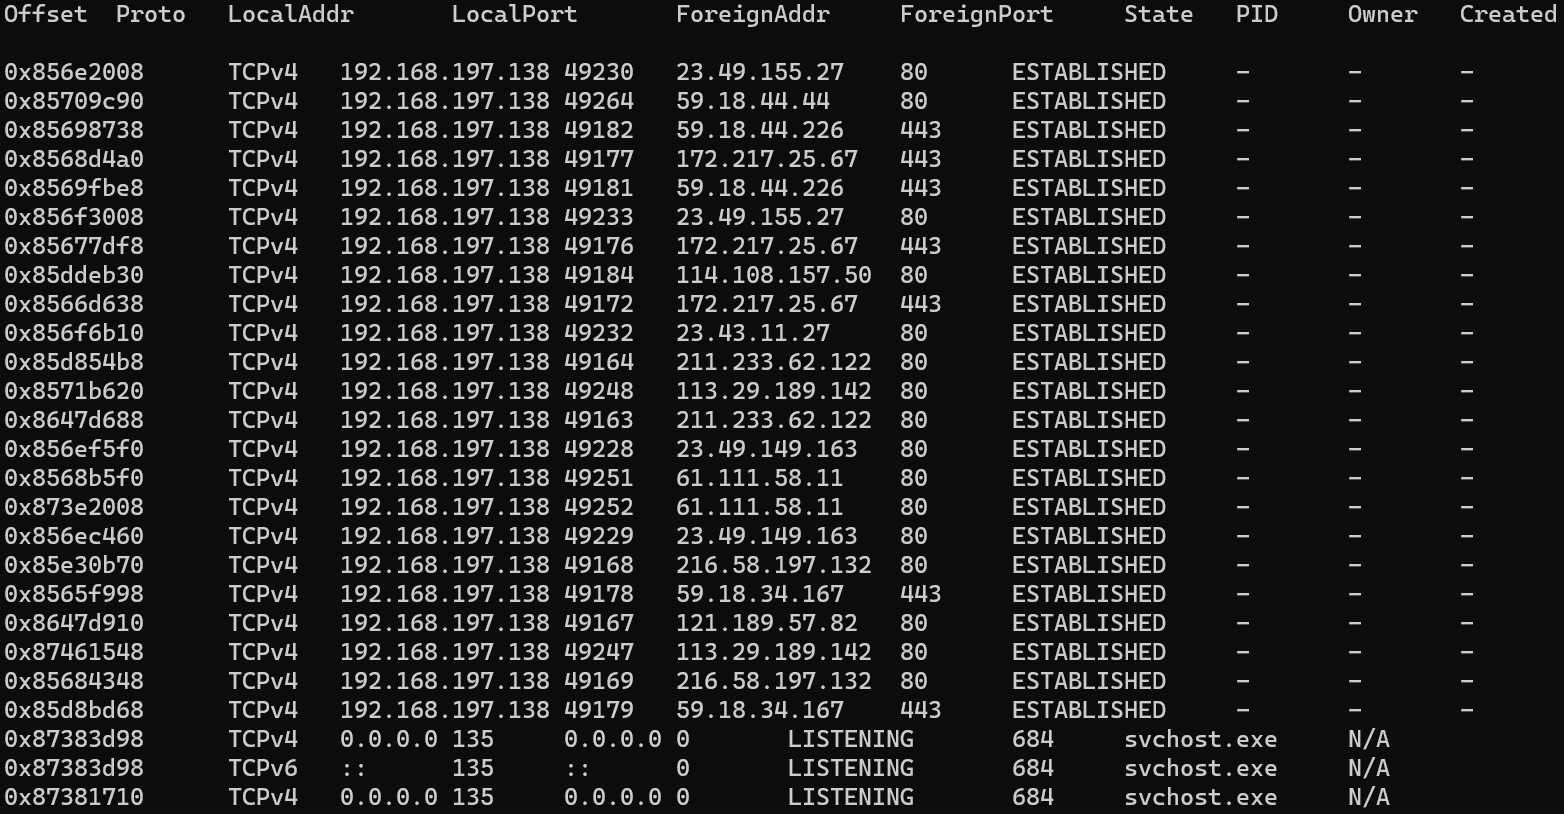 Offset Proto LocalAddr LocalPort ForeignAddr ForeignPort State PID Owner Created
0x856e2008 TCPv4 192.168.197.138 49230 23.49.155.27 80 ESTABLISHED - - -
0x85709c90 TCPv4 192.168.197.138 49264 59.18.44.44 80 ESTABLISHED - - -
0x85698738 TCPv4 192.168.197.138 49182 59.18.44.226 443 ESTABLISHED - - -
0x8568d4a0 TCPv4 192.168.197.138 49177 172.217.25.67 443 ESTABLISHED - - -
0x8569fbe8 TCPv4 192.168.197.138 49181 59.18.44.226 443 ESTABLISHED - - -
0x856f3008 TCPv4 192.168.197.138 49233 23.49.155.27 80 ESTABLISHED - - -
0x85677df8 TCPv4 192.168.197.138 49176 172.217.25.67 443 ESTABLISHED - - -
0x85ddeb30 TCPv4 192.168.197.138 49184 114.108.157.50 80 ESTABLISHED - - -
0x8566d638 TCPv4 192.168.197.138 49172 172.217.25.67 443 ESTABLISHED - - -
0x856f6b10 TCPv4 192.168.197.138 49232 23.43.11.27 80 ESTABLISHED - - -
0x85d854b8 TCPv4 192.168.197.138 49164 211.233.62.122 80 ESTABLISHED - - -
0x8571b620 TCPv4 192.168.197.138 49248 113.29.189.142 80 ESTABLISHED - - -
0x8647d688 TCPv4 192.168.197.138 49163 211.233.62.122 80 ESTABLISHED - - -
0x856ef5f0 TCPv4 192.168.197.138 49228 23.49.149.163 80 ESTABLISHED - - -
0x8568b5f0 TCPv4 192.168.197.138 49251 61.111.58.11 80 ESTABLISHED - - -
0x873e2008 TCPv4 192.168.197.138 49252 61.111.58.11 80 ESTABLISHED - - -
0x856ec460 TCPv4 192.168.197.138 49229 23.49.149.163 80 ESTABLISHED - - -
0x85e30b70 TCPv4 192.168.197.138 49168 216.58.197.132 80 ESTABLISHED - - -
0x8565f998 TCPv4 192.168.197.138 49178 59.18.34.167 443 ESTABLISHED - - -
0x8647d910 TCPv4 192.168.197.138 49167 121.189.57.82 80 ESTABLISHED - - -
0x87461548 TCPv4 192.168.197.138 49247 113.29.189.142 80 ESTABLISHED - - -
0x85684348 TCPv4 192.168.197.138 49169 216.58.197.132 80 ESTABLISHED - - -
0x85d8bd68 TCPv4 192.168.197.138 49179 59.18.34.167 443 ESTABLISHED - - -
0x87383d98 TCPv4 0.0.0.0 135 0.0.0.0 0 LISTENING 684 svchost.exe N/A
0x87383d98 TCPv6 :: 135 :: 0 LISTENING 684 svchost.exe N/A
0x87381710 TCPv4 0.0.0.0 135 0.0.0.0 0 LISTENING 684 svchost.exe N/A